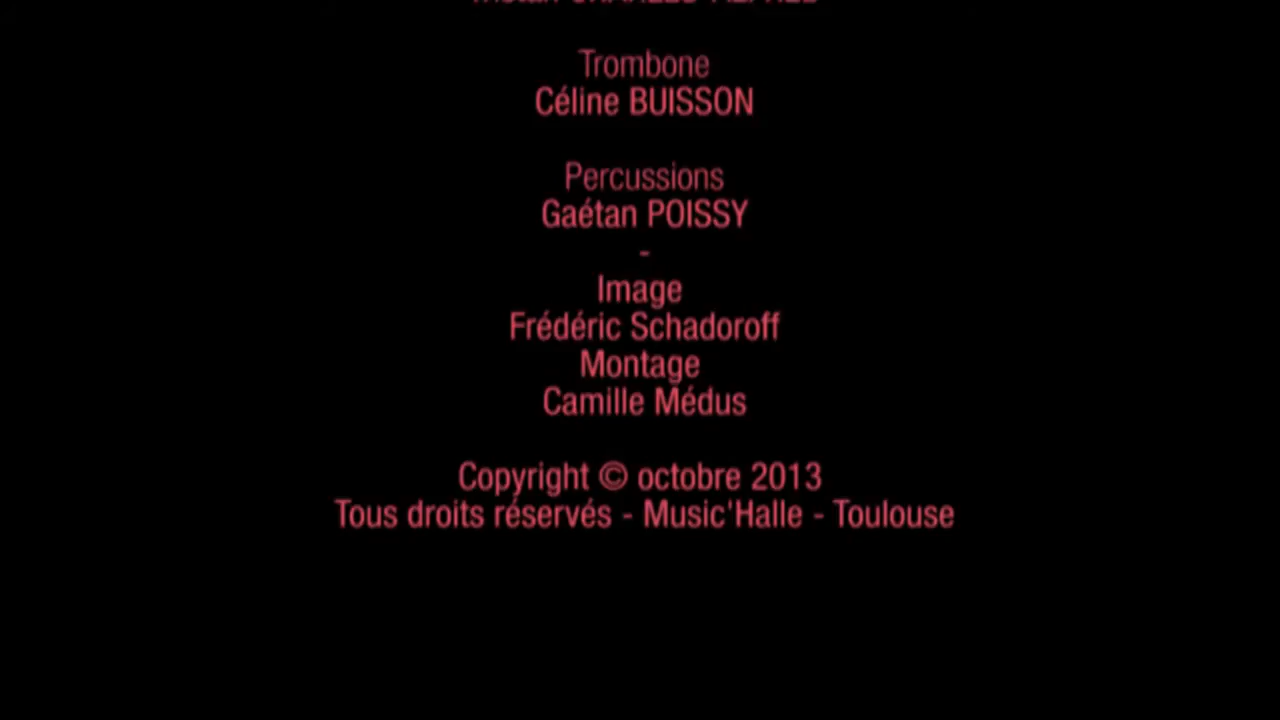 Trombone
Céline BUISSON
Percussions
Gaétan POISSY
-
Image
Frédéric Schadoroff
Montage
Camille Médus
Copyright © octobre 2013
Tous droits réservés - Music'Halle - Toulouse